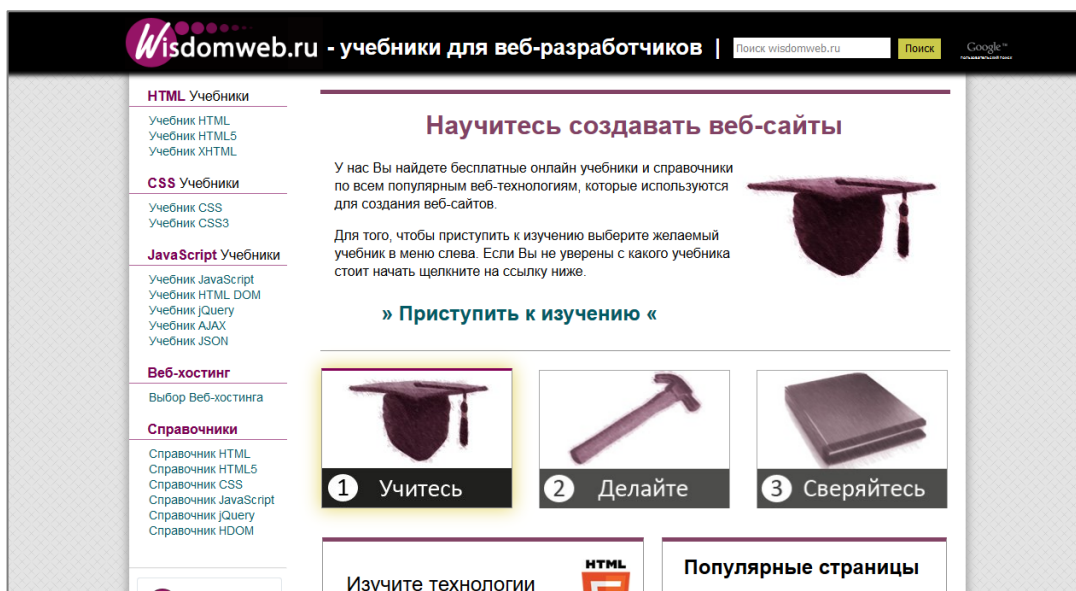 Wisdomweb.ru - учебники для веб-разработчиков |
Поиск wisdomweb.ru
Поиск
Google™
пользовательский поиск
HTML Учебники
Учебник HTML
Учебник HTML5
Учебник XHTML
CSS Учебники
Учебник CSS
Учебник CSS3
JavaScript Учебники
Учебник JavaScript
Учебник HTML DOM
Учебник jQuery
Учебник AJAX
Учебник JSON
Веб-хостинг
Выбор Веб-хостинга
Справочники
Справочник HTML
Справочник HTML5
Справочник CSS
Справочник JavaScript
Справочник jQuery
Справочник HDOM
Научитесь создавать веб-сайты
У нас Вы найдете бесплатные онлайн учебники и справочники
по всем популярным веб-технологиям, которые используются
для создания веб-сайтов.
Для того, чтобы приступить к изучению выберите желаемый
учебник в меню слева. Если Вы не уверены с какого учебника
стоит начать щелкните на ссылку ниже.
» Приступить к изучению «
1 Учитесь
2 Делайте
3 Сверяйтесь
Изучите технологии
HTML
Популярные страницы